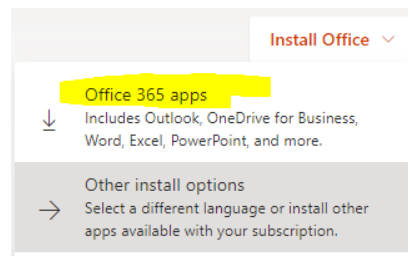 Install Office
Office 365 apps
Includes Outlook, OneDrive for Business,
Word, Excel, PowerPoint, and more.
Other install options
Select a different language or install other
apps available with your subscription.